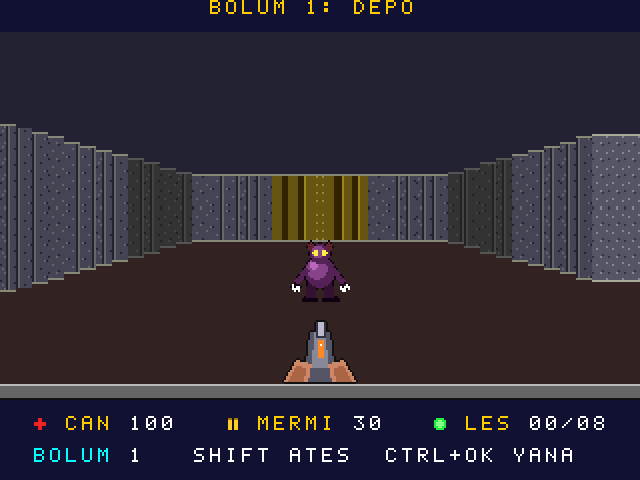 BOLUM 1: DEPO
CAN 100 MERMI 30 LES 00/08
BOLUM 1 SHIFT ATES CTRL+OK YANA